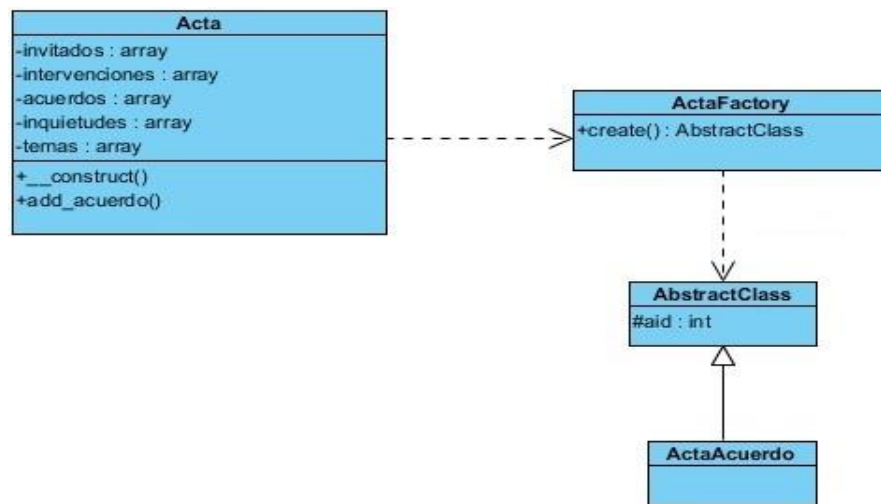 Acta
-invitados : array
-intervenciones : array
-acuerdos : array
-inquietudes : array
-temas : array
+__construct()
+add_acuerdo()
ActaFactory
+create() : AbstractClass
AbstractClass
#aid : int
ActaAcuerdo